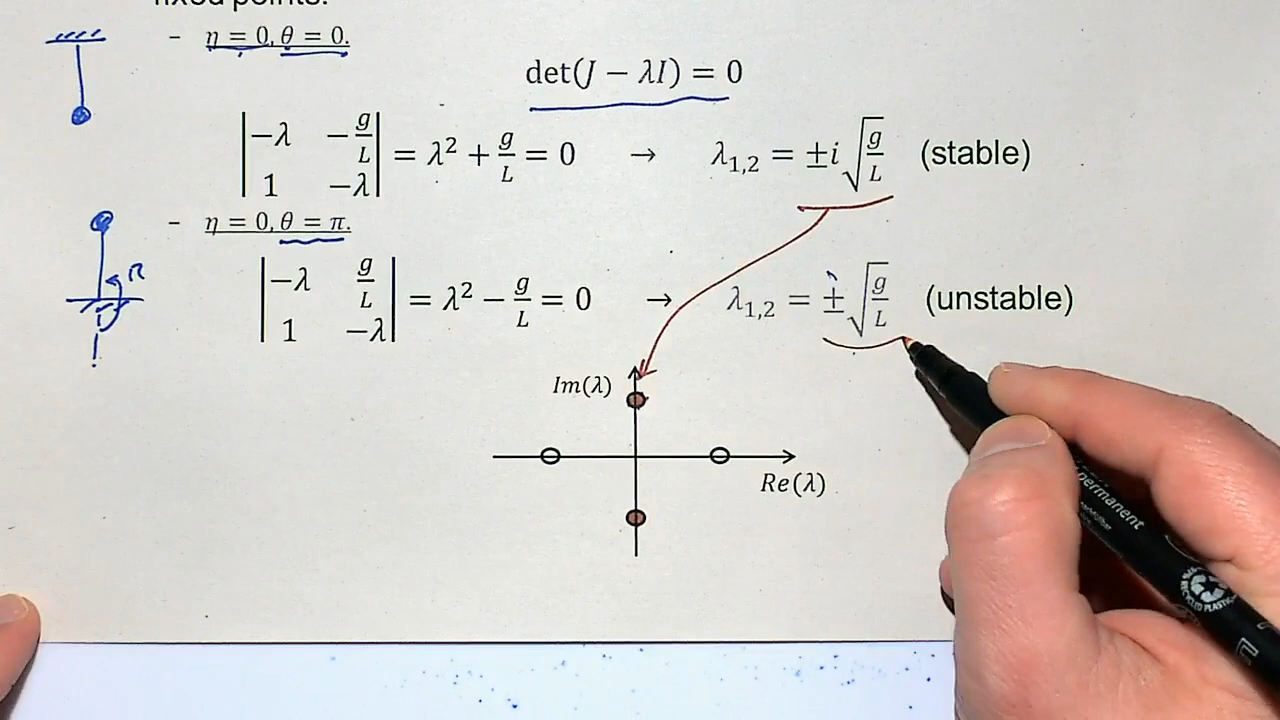 fixed points:
- η = 0, θ = 0.
det(J − λI) = 0
|−λ −g/L; 1 −λ| = λ² + g/L = 0 → λ₁,₂ = ±i√(g/L) (stable)
- η = 0, θ = π.
|−λ g/L; 1 −λ| = λ² − g/L = 0 → λ₁,₂ = ±√(g/L) (unstable)
Im(λ)
Re(λ)
permanent